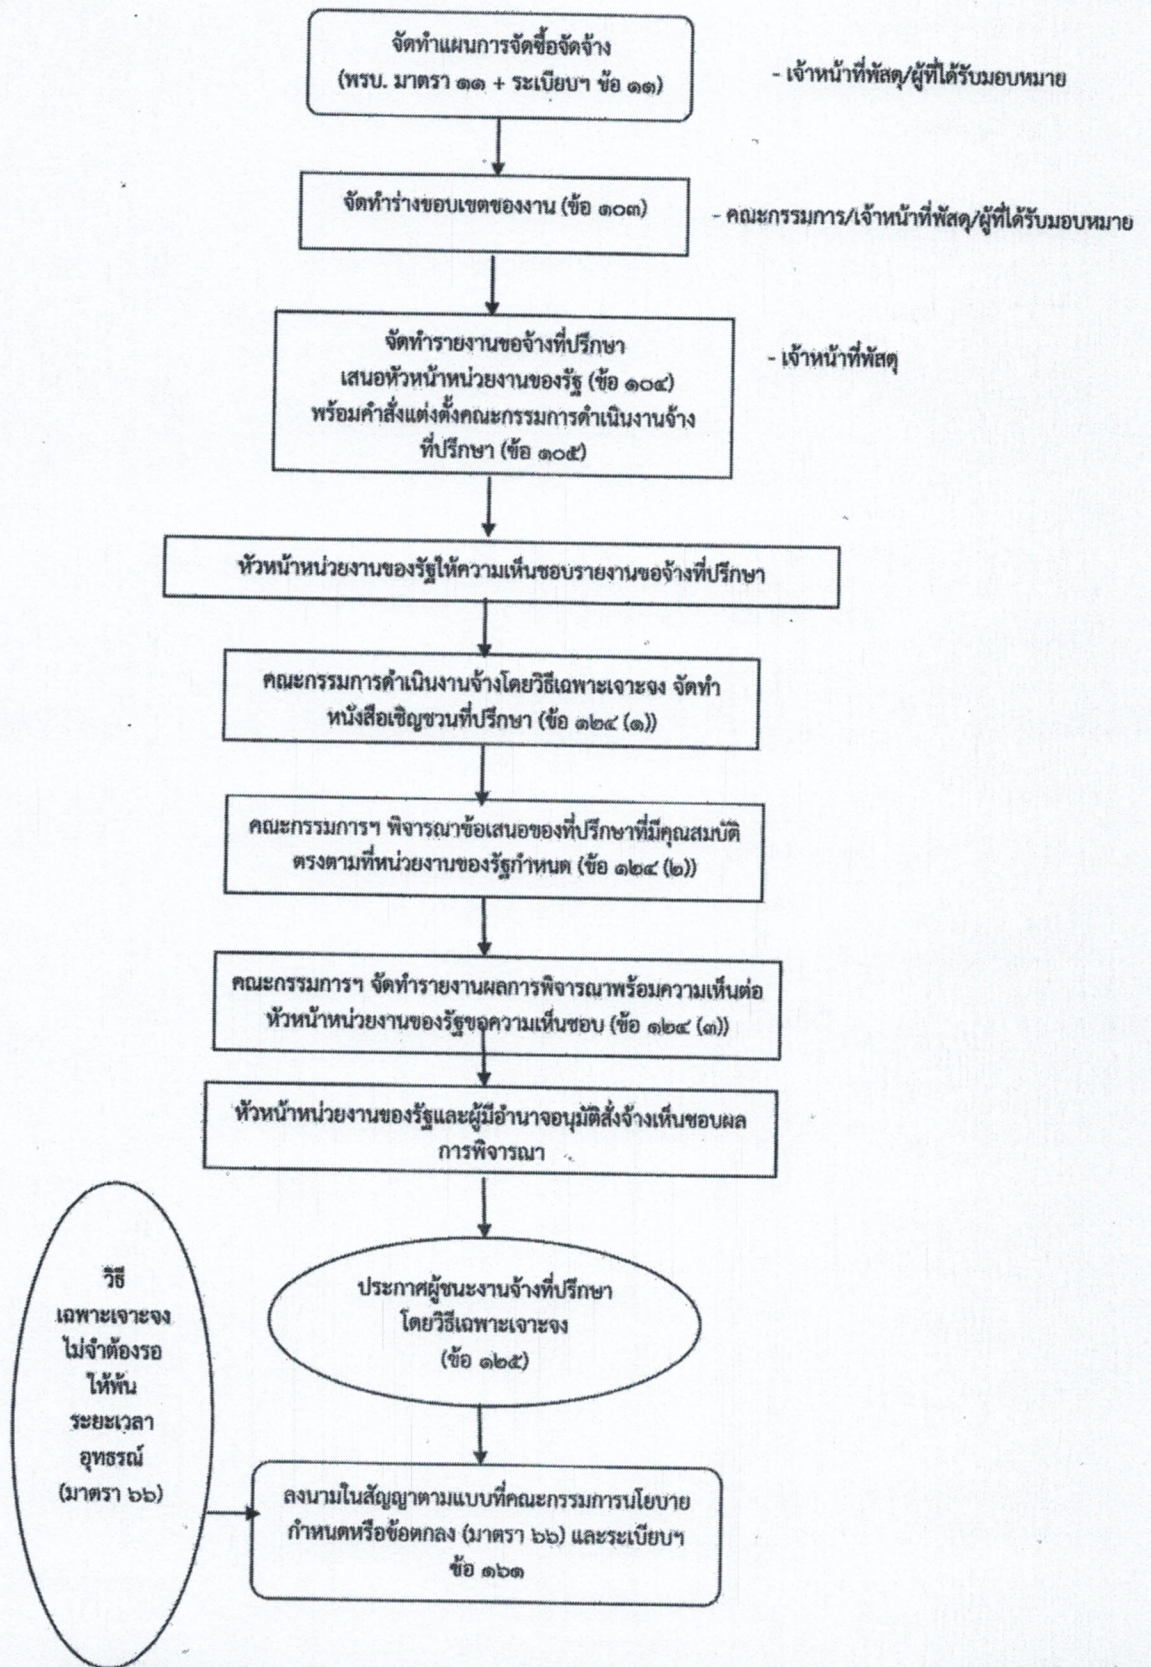 จัดทำแผนการจัดซื้อจัดจ้าง
(พรบ. มาตรา ๑๑ + ระเบียบฯ ข้อ ๑๑)
- เจ้าหน้าที่พัสดุ/ผู้ที่ได้รับมอบหมาย
จัดทำร่างขอบเขตของงาน (ข้อ ๑๐๓)
- คณะกรรมการ/เจ้าหน้าที่พัสดุ/ผู้ที่ได้รับมอบหมาย
จัดทำรายงานขอจ้างที่ปรึกษา
เสนอหัวหน้าหน่วยงานของรัฐ (ข้อ ๑๐๔)
พร้อมคำสั่งแต่งตั้งคณะกรรมการดำเนินงานจ้าง
ที่ปรึกษา (ข้อ ๑๐๕)
- เจ้าหน้าที่พัสดุ
หัวหน้าหน่วยงานของรัฐให้ความเห็นชอบรายงานขอจ้างที่ปรึกษา
คณะกรรมการดำเนินงานจ้างโดยวิธีเฉพาะเจาะจง จัดทำ
หนังสือเชิญชวนที่ปรึกษา (ข้อ ๑๒๔ (๑))
คณะกรรมการฯ พิจารณาข้อเสนอของที่ปรึกษาที่มีคุณสมบัติ
ตรงตามที่หน่วยงานของรัฐกำหนด (ข้อ ๑๒๔ (๒))
คณะกรรมการฯ จัดทำรายงานผลการพิจารณาพร้อมความเห็นต่อ
หัวหน้าหน่วยงานของรัฐขอความเห็นชอบ (ข้อ ๑๒๔ (๓))
หัวหน้าหน่วยงานของรัฐและผู้มีอำนาจอนุมัติสั่งจ้างเห็นชอบผล
การพิจารณา
ประกาศผู้ชนะงานจ้างที่ปรึกษา
โดยวิธีเฉพาะเจาะจง
(ข้อ ๑๒๕)
วิธี
เฉพาะเจาะจง
ไม่จำต้องรอ
ให้พ้น
ระยะเวลา
อุทธรณ์
(มาตรา ๖๖)
ลงนามในสัญญาตามแบบที่คณะกรรมการนโยบาย
กำหนดหรือข้อตกลง (มาตรา ๖๖) และระเบียบฯ
ข้อ ๑๖๑